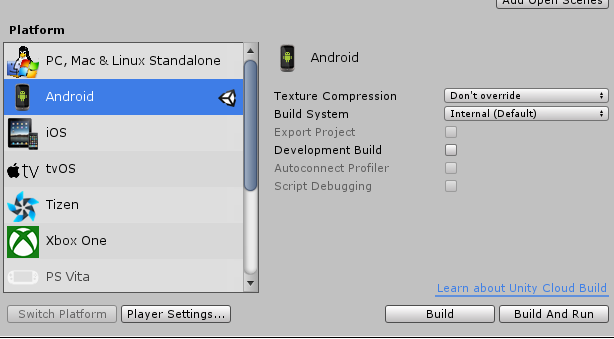 Add Open Scenes
Platform
PC, Mac & Linux Standalone
Android
iOS
tvOS
Tizen
Xbox One
PS Vita
Android
Texture Compression Don't override
Build System Internal (Default)
Export Project
Development Build
Autoconnect Profiler
Script Debugging
Learn about Unity Cloud Build
Switch Platform Player Settings... Build Build And Run